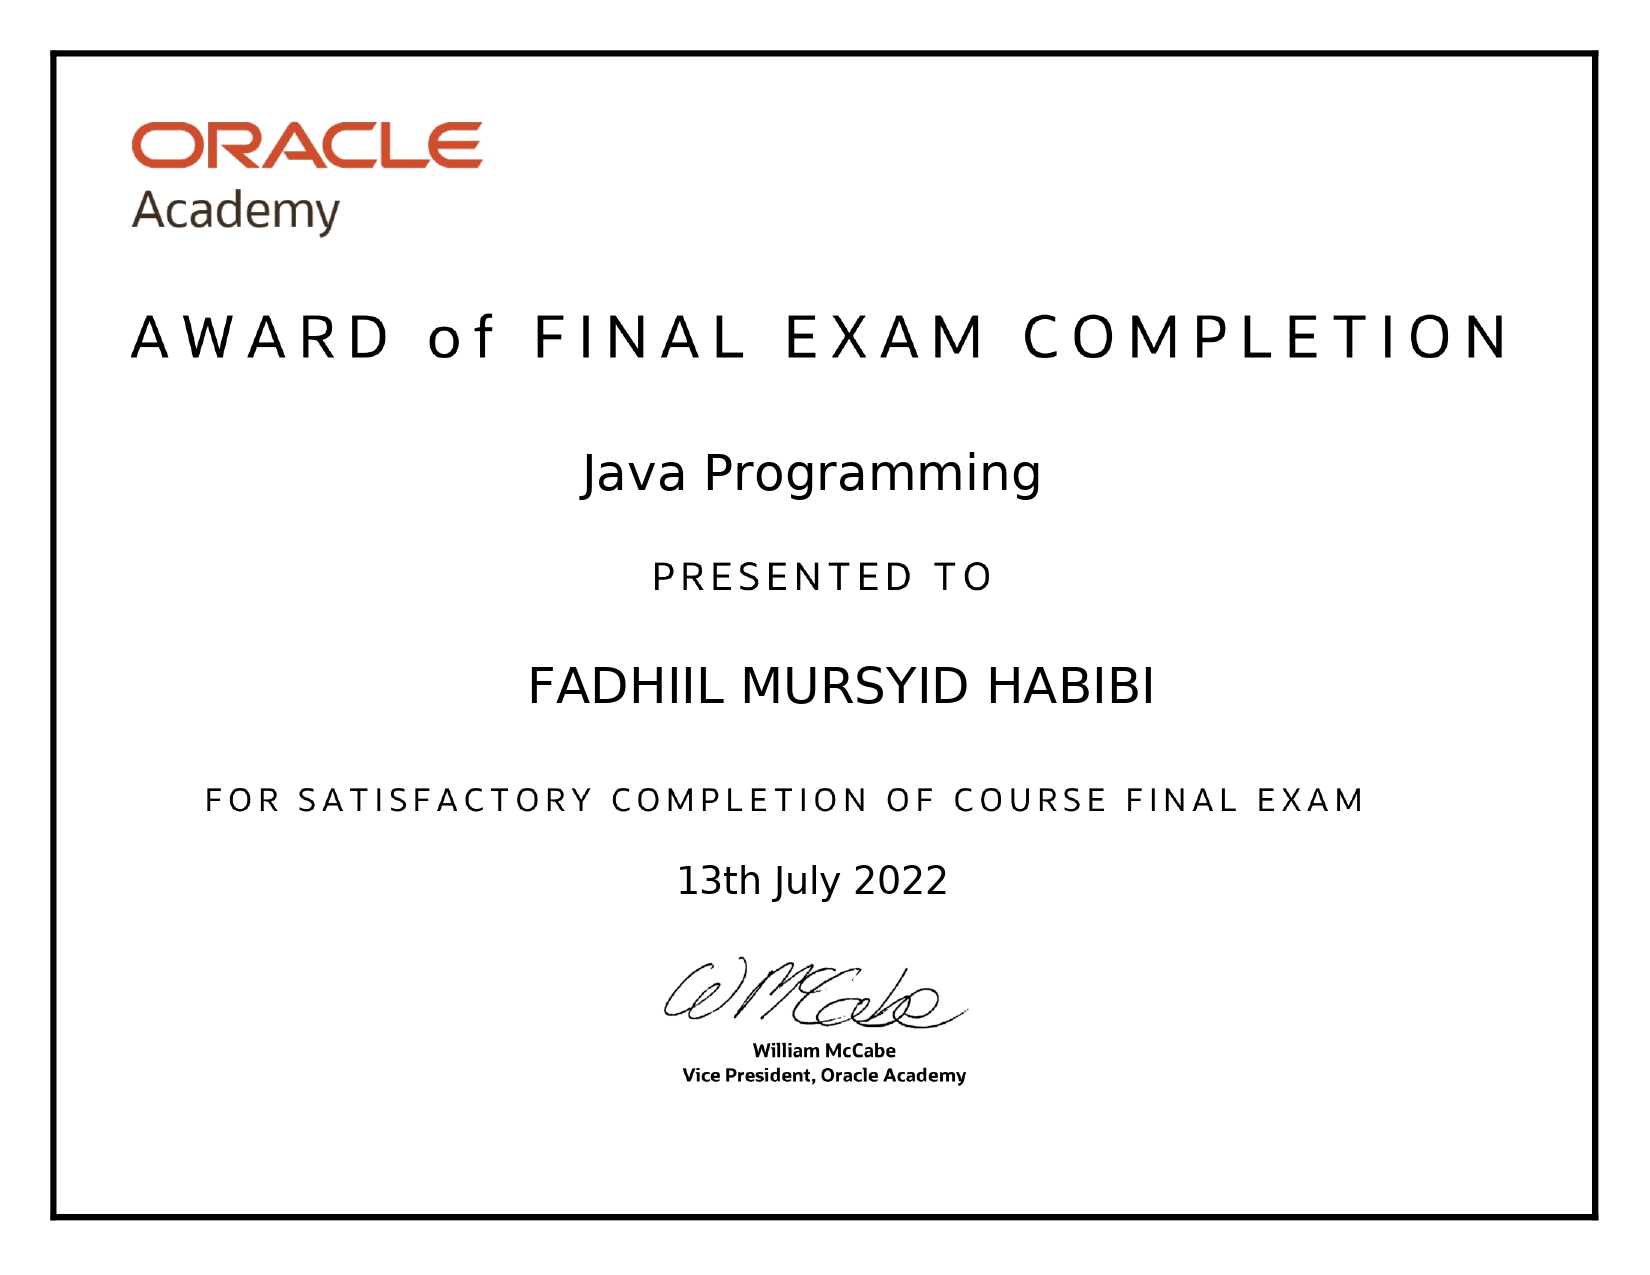 ORACLE
Academy
AWARD of FINAL EXAM COMPLETION
Java Programming
PRESENTED TO
FADHIIL MURSYID HABIBI
FOR SATISFACTORY COMPLETION OF COURSE FINAL EXAM
13th July 2022
WMcCabe
William McCabe
Vice President, Oracle Academy